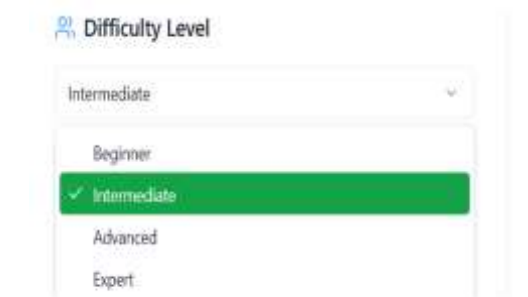 Difficulty Level
Intermediate
Beginner
Intermediate
Advanced
Expert